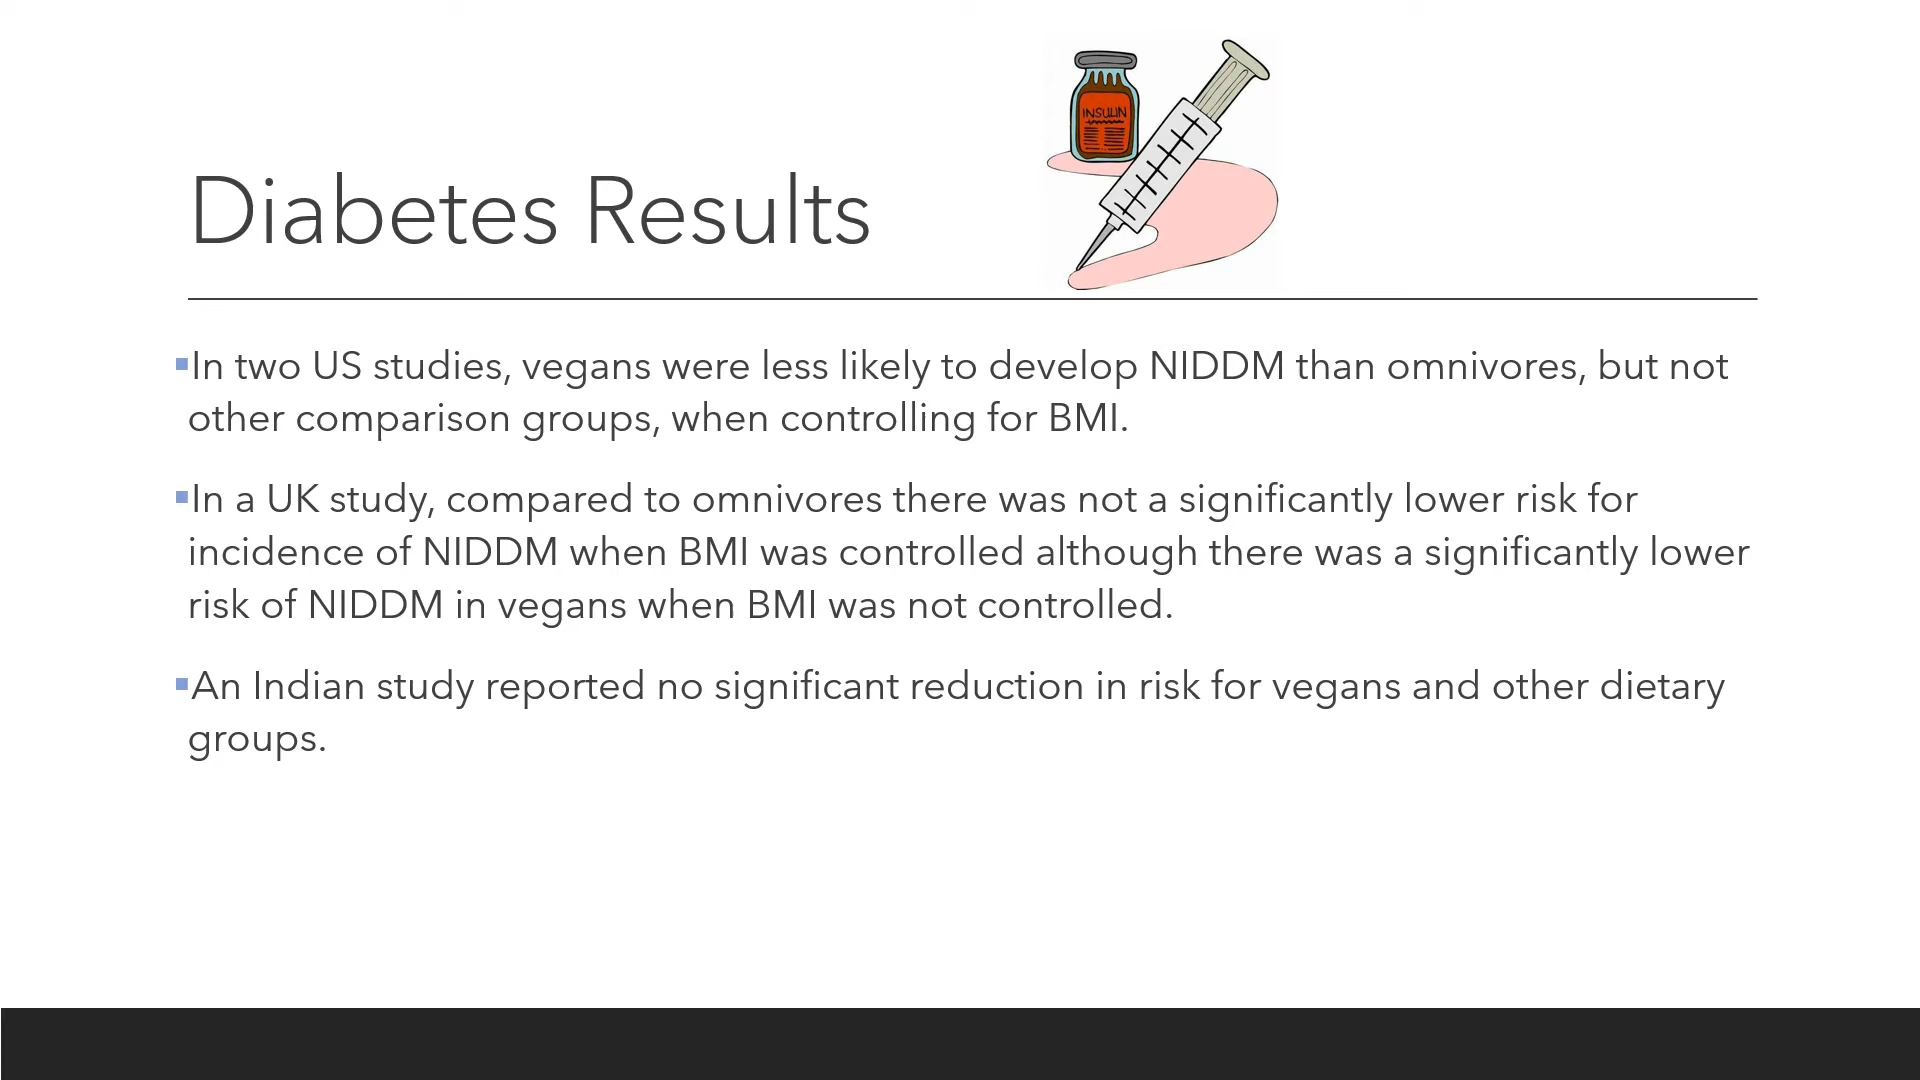 INSULIN
Diabetes Results
▪In two US studies, vegans were less likely to develop NIDDM than omnivores, but not
other comparison groups, when controlling for BMI.
▪In a UK study, compared to omnivores there was not a significantly lower risk for
incidence of NIDDM when BMI was controlled although there was a significantly lower
risk of NIDDM in vegans when BMI was not controlled.
▪An Indian study reported no significant reduction in risk for vegans and other dietary
groups.